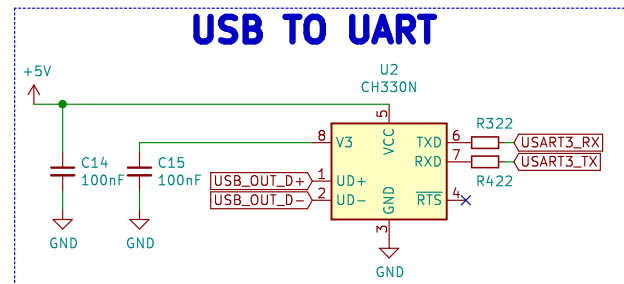 USB TO UART
+5V
U2
CH330N
5
VCC
R322
8 V3
TXD 6
USART3_RX
C14
100nF
C15
100nF
RXD 7
USART3_TX
R422
USB_OUT_D+ 1 UD+
USB_OUT_D- 2 UD-
GND
RTS 4
3
GND
GND
GND